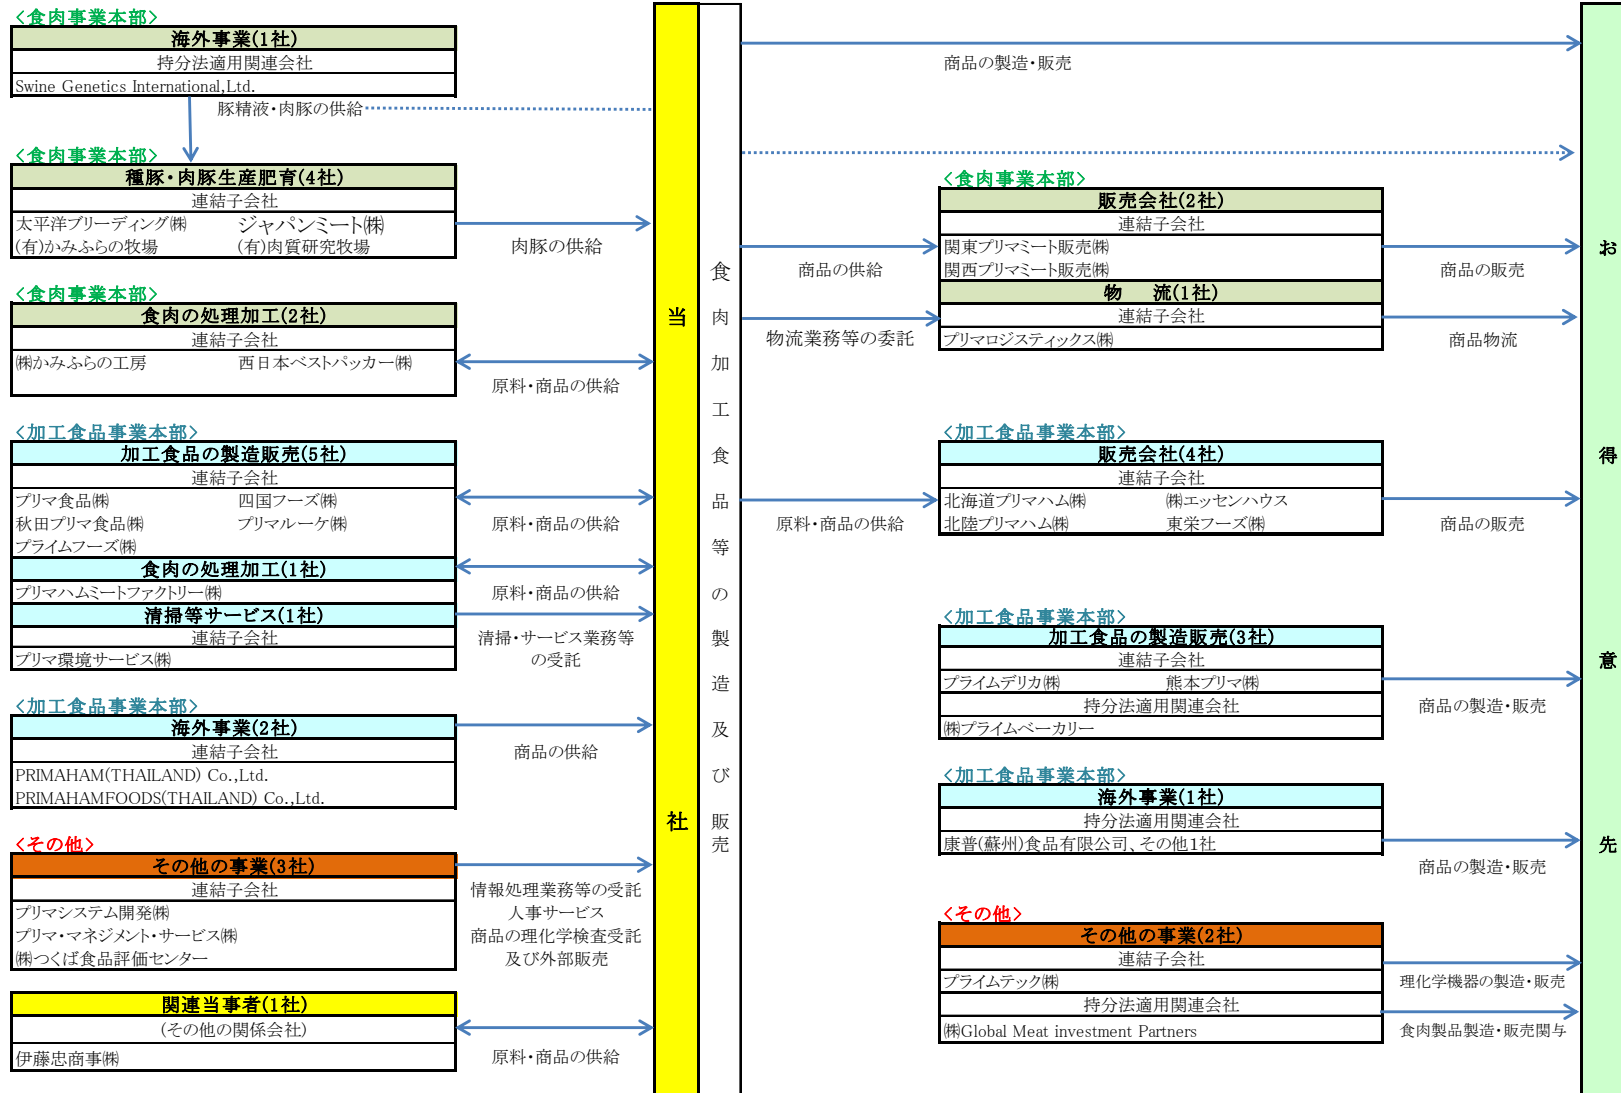 <食肉事業本部>
海外事業(1社)
持分法適用関連会社
Swine Genetics International,Ltd.
豚精液・肉豚の供給
<食肉事業本部>
種豚・肉豚生産肥育(4社)
連結子会社
太平洋ブリーディング㈱ ジャパンミート㈱
(有)かみふらの牧場 (有)肉質研究牧場
肉豚の供給
<食肉事業本部>
食肉の処理加工(2社)
連結子会社
㈱かみふらの工房 西日本ベストパッカー㈱
原料・商品の供給
<加工食品事業本部>
加工食品の製造販売(5社)
連結子会社
プリマ食品㈱ 四国フーズ㈱
秋田プリマ食品㈱ プリマルーケ㈱
プライムフーズ㈱
原料・商品の供給
食肉の処理加工(1社)
プリマハムミートファクトリー㈱
原料・商品の供給
清掃等サービス(1社)
連結子会社
プリマ環境サービス㈱
清掃・サービス業務等
の受託
<加工食品事業本部>
海外事業(2社)
連結子会社
PRIMAHAM(THAILAND) Co.,Ltd.
PRIMAHAMFOODS(THAILAND) Co.,Ltd.
商品の供給
<その他>
その他の事業(3社)
連結子会社
プリマシステム開発㈱
プリマ・マネジメント・サービス㈱
㈱つくば食品評価センター
情報処理業務等の受託
人事サービス
商品の理化学検査受託
及び外部販売
関連当事者(1社)
(その他の関係会社)
伊藤忠商事㈱
原料・商品の供給
当社
食肉加工食品等の製造及び販売
商品の製造・販売
<食肉事業本部>
販売会社(2社)
連結子会社
関東プリマミート販売㈱
関西プリマミート販売㈱
商品の供給
商品の販売
物 流(1社)
連結子会社
プリマロジスティックス㈱
物流業務等の委託
商品物流
<加工食品事業本部>
販売会社(4社)
連結子会社
北海道プリマハム㈱ ㈱エッセンハウス
北陸プリマハム㈱ 東栄フーズ㈱
原料・商品の供給
商品の販売
<加工食品事業本部>
加工食品の製造販売(3社)
連結子会社
プライムデリカ㈱ 熊本プリマ㈱
持分法適用関連会社
㈱プライムベーカリー
商品の製造・販売
<加工食品事業本部>
海外事業(1社)
持分法適用関連会社
康普(蘇州)食品有限公司、その他1社
商品の製造・販売
<その他>
その他の事業(2社)
連結子会社
プライムテック㈱
持分法適用関連会社
㈱Global Meat investment Partners
理化学機器の製造・販売
食肉製品製造・販売関与
お得意先